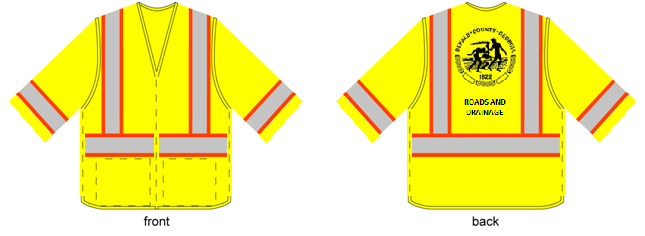 DEKALB • COUNTY • GEORGIA
1822
ROADS AND
DRAINAGE
front
back